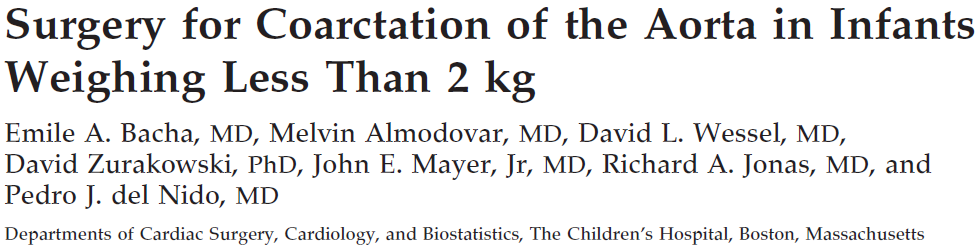 Surgery for Coarctation of the Aorta in Infants
Weighing Less Than 2 kg
Emile A. Bacha, MD, Melvin Almodovar, MD, David L. Wessel, MD,
David Zurakowski, PhD, John E. Mayer, Jr, MD, Richard A. Jonas, MD, and
Pedro J. del Nido, MD
Departments of Cardiac Surgery, Cardiology, and Biostatistics, The Children's Hospital, Boston, Massachusetts